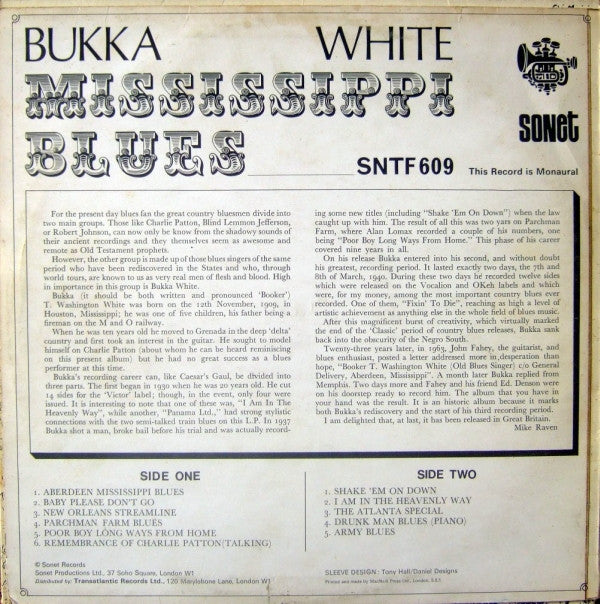 BUKKA WHITE
MISSISSIPPI
BLUES
SONET
SNTF 609
This Record is Monaural
For the present day blues fan the great country bluesmen divide into
two main groups. Those like Charlie Patton, Blind Lemmon Jefferson,
or Robert Johnson, can now only be known from the shadowy sounds of
their ancient recordings and they themselves seem as awesome and
remote as Old Testament prophets.
However, the other group is made up of those blues singers of the same
period who have been rediscovered in the States and who, through
world tours, are known to us as very real men of flesh and blood. High
in importance in this group is Bukka White.
Bukka (it should be both written and pronounced 'Booker')
T. Washington White was born on the 12th November, 1909, in
Houston, Mississippi; he was one of five children, his father being a
fireman on the M and O railway.
When he was ten years old he moved to Grenada in the deep 'delta'
country and first took an interest in the guitar. He sought to model
himself on Charlie Patton (about whom he can be heard reminiscing
on this present album) but he had no great success as a blues
performer at this time.
Bukka's recording career can, like Caesar's Gaul, be divided into
three parts. The first began in 1930 when he was 20 years old. He cut
14 sides for the 'Victor' label; though, in the event, only four were
issued. It is interesting to note that one of these was, "I Am In The
Heavenly Way", while another, "Panama Ltd.," had strong stylistic
connections with the two semi-talked train blues on this L.P. In 1937
Bukka shot a man, broke bail before his trial and was actually record-
ing some new titles (including "Shake 'Em On Down") when the law
caught up with him. The result of all this was two yars on Parchman
Farm, where Alan Lomax recorded a couple of his numbers, one
being "Poor Boy Long Ways From Home." This phase of his career
covered nine years in all.
On his release Bukka entered into his second, and without doubt
his greatest, recording period. It lasted exactly two days, the 7th and
8th of March, 1940. During these two days he recorded twelve sides
which were released on the Vocalion and OKeh labels and which
were, for my money, among the most important country blues ever
recorded. One of them, "Fixin' To Die", reaching as high a level of
artistic achievement as anything else in the whole field of blues music.
After this magnificent burst of creativity, which virtually marked
the end of the 'Classic' period of country blues releases, Bukka sank
back into the obscurity of the Negro South.
Twenty-three years later, in 1963, John Fahey, the guitarist, and
blues enthusiast, posted a letter addressed more in desperation than
hope, "Booker T. Washington White (Old Blues Singer) c/o General
Delivery, Aberdeen, Mississippi". A month later Bukka replied from
Memphis. Two days more and Fahey and his friend Ed. Denson were
on his doorstep ready to record him. The album that you have in
your hand was the result. It is an historic album because it marks
both Bukka's rediscovery and the start of his third recording period.
I am delighted that, at last, it has been released in Great Britain.
Mike Raven
SIDE ONE
1. ABERDEEN MISSISSIPPI BLUES
2. BABY PLEASE DON'T GO
3. NEW ORLEANS STREAMLINE
4. PARCHMAN FARM BLUES
5. POOR BOY LONG WAYS FROM HOME
6. REMEMBRANCE OF CHARLIE PATTON(TALKING)
SIDE TWO
1. SHAKE 'EM ON DOWN
2. I AM IN THE HEAVENLY WAY
3. THE ATLANTA SPECIAL
4. DRUNK MAN BLUES (PIANO)
5. ARMY BLUES
© Sonet Records
Sonet Productions Ltd., 37 Soho Square, London W1
Distributed by: Transatlantic Records Ltd., 120 Marylebone Lane, London W1
SLEEVE DESIGN: Tony Hall/Daniel Designs
Printed and made by MacNeill Press Ltd., London, S.E.1